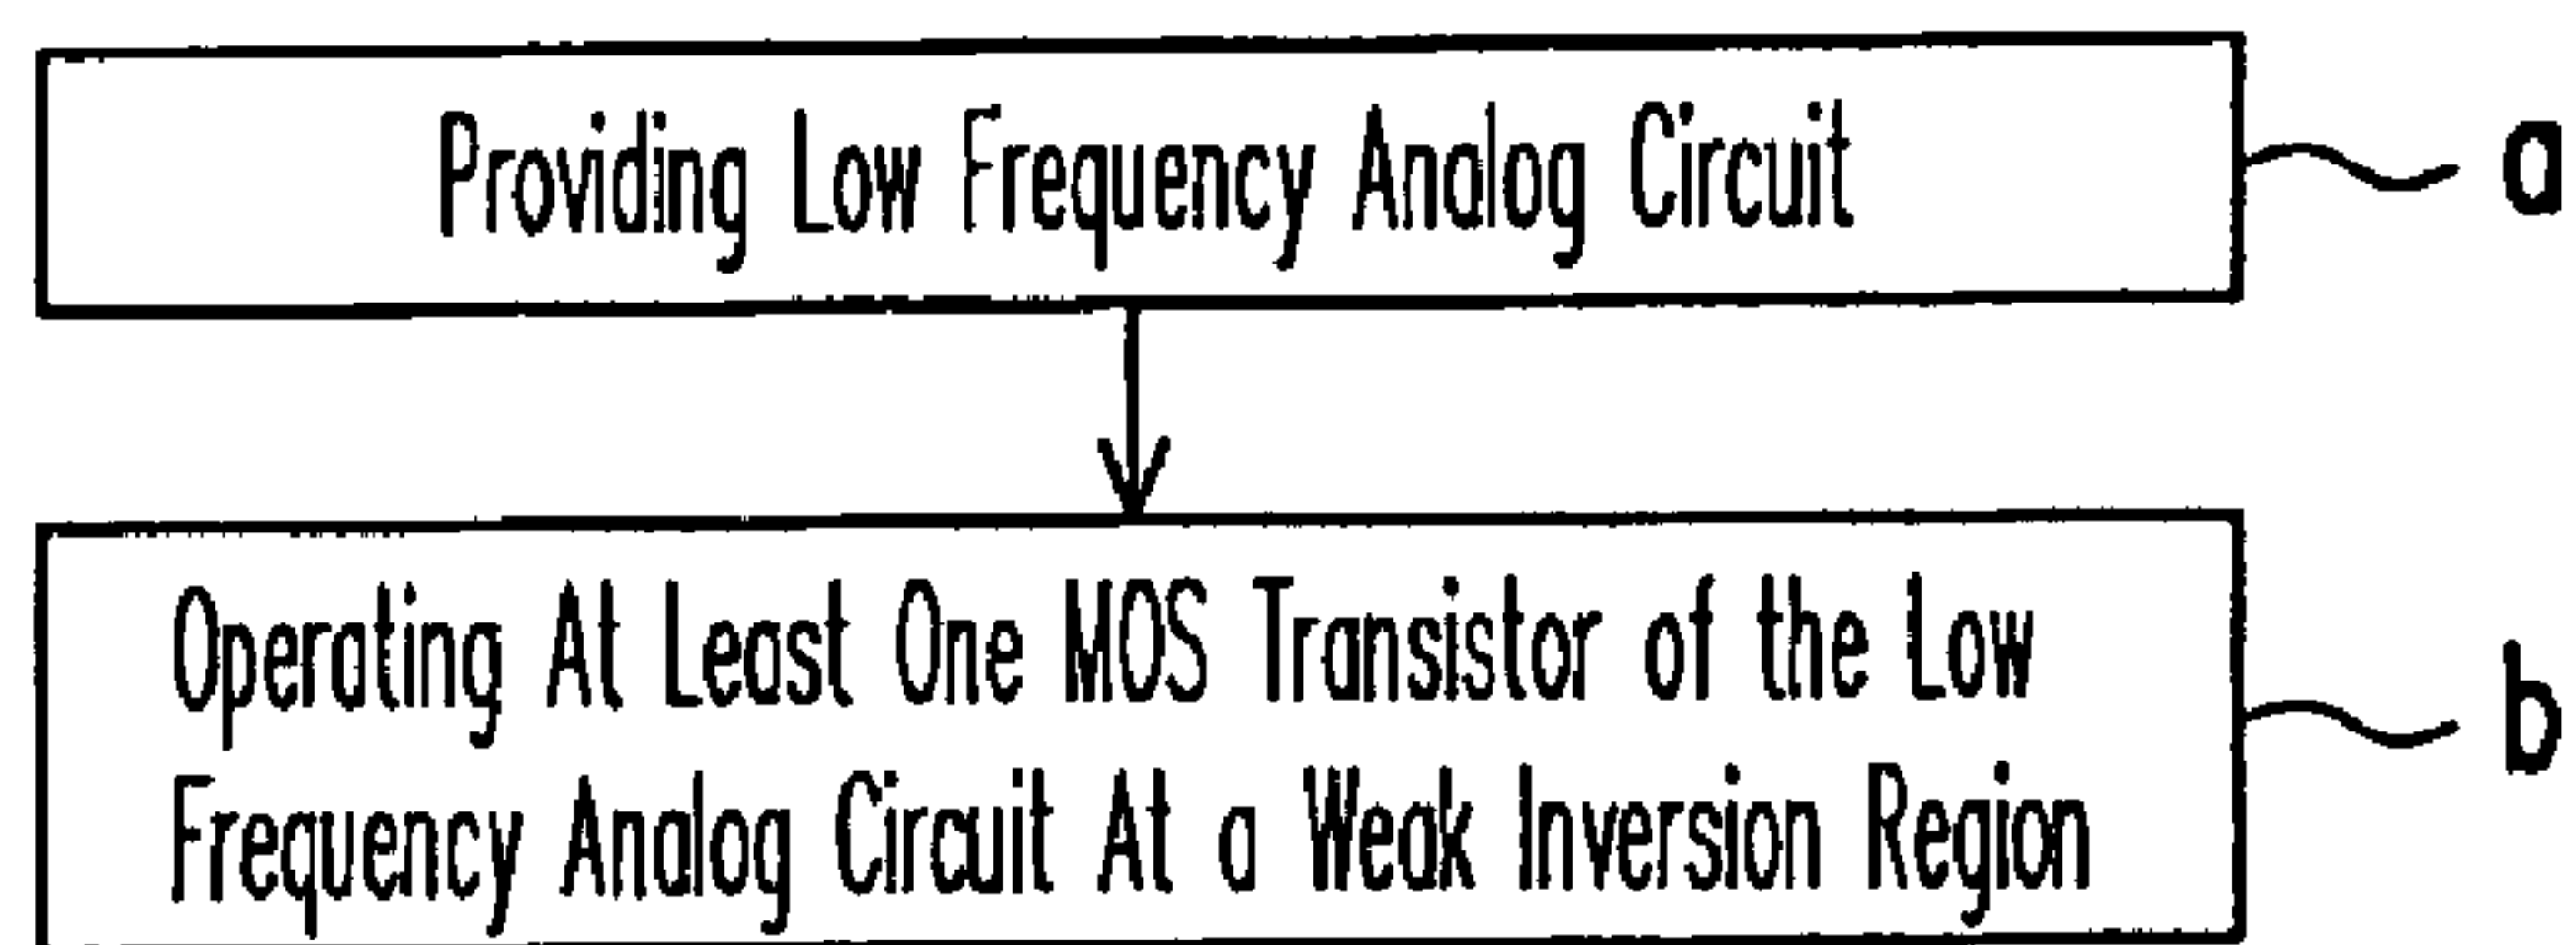 Providing Low Frequency Analog Circuit
a
Operating At Least One MOS Transistor of the Low
Frequency Analog Circuit At a Weak Inversion Region
b